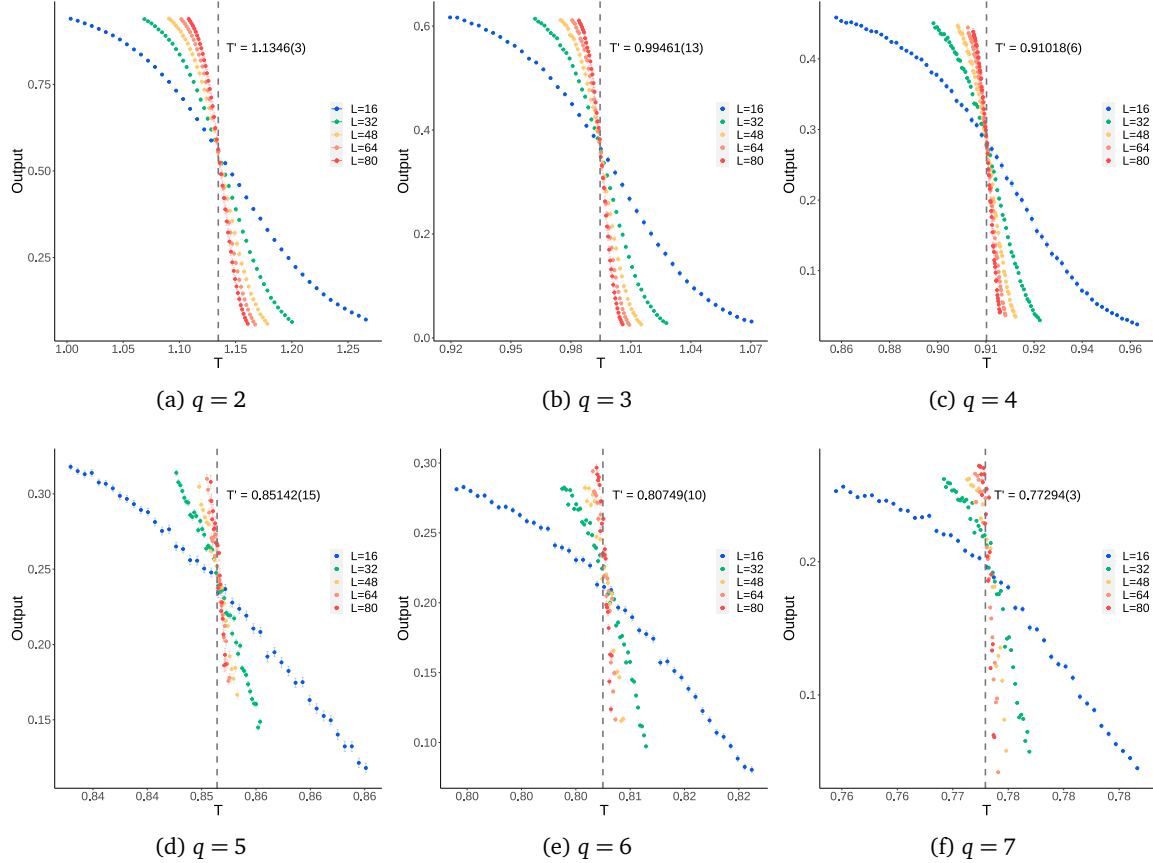 T' = 1.1346(3)
Output
0.75
0.50
0.25
L=16
L=32
L=48
L=64
L=80
1.00 1.07 1.10 1.15 1.20 1.25
T
(a) q = 2
T' = 0.99461(13)
Output
0.6
0.4
0.2
0.0
L=16
L=32
L=48
L=64
L=80
0.92 0.95 0.98 1.01 1.04 1.07
T
(b) q = 3
T' = 0.91018(6)
Output
0.4
0.3
0.2
0.1
L=16
L=32
L=48
L=64
L=80
0.86 0.88 0.90 0.91 0.92 0.94 0.96
T
(c) q = 4
T' = 0.85142(15)
Output
0.30
0.25
0.20
0.15
L=16
L=32
L=48
L=64
L=80
0.84 0.84 0.85 0.86 0.86
T
(d) q = 5
T' = 0.80749(10)
Output
0.30
0.25
0.20
0.15
0.10
L=16
L=32
L=48
L=64
L=80
0.80 0.80 0.80 0.81 0.82 0.82
T
(e) q = 6
T' = 0.77294(3)
Output
0.2
0.1
L=16
L=32
L=48
L=64
L=80
0.76 0.76 0.77 0.78 0.78 0.78
T
(f) q = 7